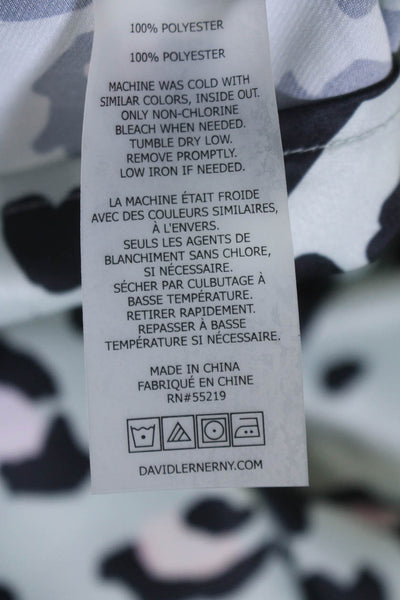 100% POLYESTER
100% POLYESTER
MACHINE WAS COLD WITH
SIMILAR COLORS, INSIDE OUT.
ONLY NON-CHLORINE
BLEACH WHEN NEEDED.
TUMBLE DRY LOW.
REMOVE PROMPTLY.
LOW IRON IF NEEDED.
LA MACHINE ÉTAIT FROIDE
AVEC DES COULEURS SIMILAIRES,
À L'ENVERS.
SEULS LES AGENTS DE
BLANCHIMENT SANS CHLORE,
SI NÉCESSAIRE.
SÉCHER PAR CULBUTAGE À
BASSE TEMPÉRATURE.
RETIRER RAPIDEMENT.
REPASSER À BASSE
TEMPÉRATURE SI NÉCESSAIRE.
MADE IN CHINA
FABRIQUÉ EN CHINE
RN#55219
DAVIDLERNERNY.COM